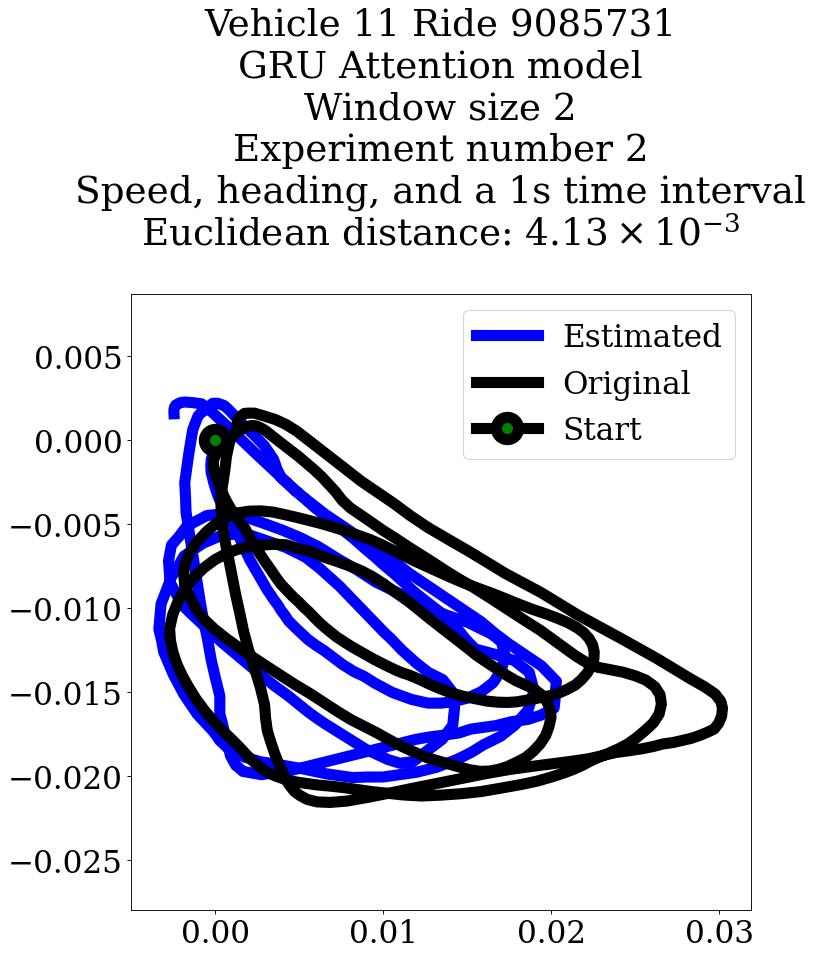 Vehicle 11 Ride 9085731
GRU Attention model
Window size 2
Experiment number 2
Speed, heading, and a 1s time interval
Euclidean distance: 4.13 × 10⁻³
Estimated
Original
Start
0.005
0.000
−0.005
−0.010
−0.015
−0.020
−0.025
0.00 0.01 0.02 0.03